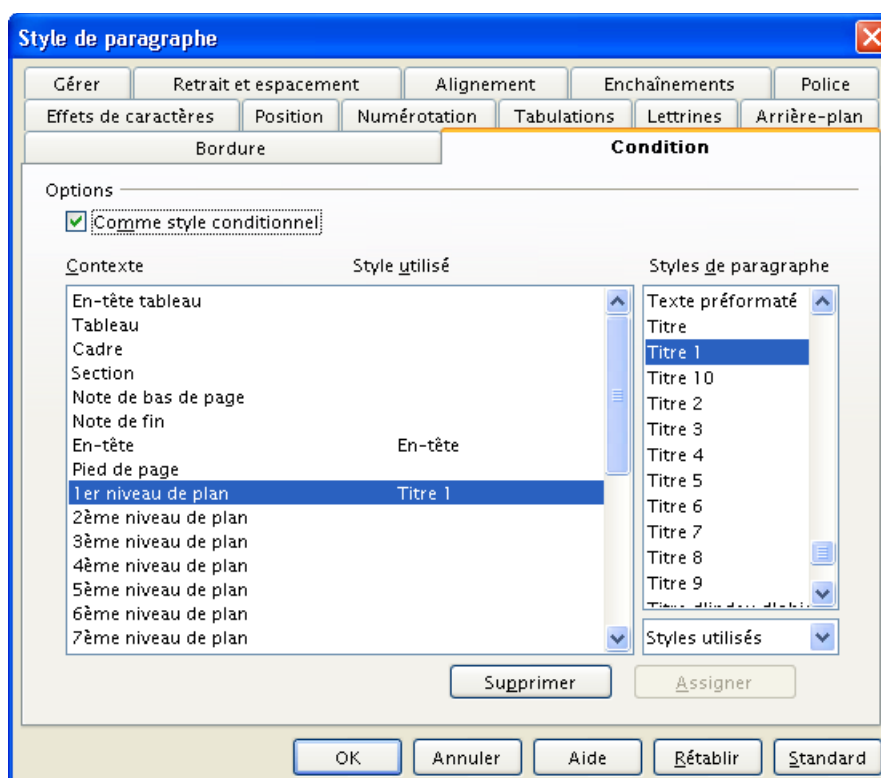 Style de paragraphe
Gérer Retrait et espacement Alignement Enchaînements Police
Effets de caractères Position Numérotation Tabulations Lettrines Arrière-plan
Bordure Condition
Options
Comme style conditionnel
Contexte Style utilisé Styles de paragraphe
En-tête tableau
Tableau
Cadre
Section
Note de bas de page
Note de fin
En-tête En-tête
Pied de page
1er niveau de plan Titre 1
2ème niveau de plan
3ème niveau de plan
4ème niveau de plan
5ème niveau de plan
6ème niveau de plan
7ème niveau de plan
Texte préformaté
Titre
Titre 1
Titre 10
Titre 2
Titre 3
Titre 4
Titre 5
Titre 6
Titre 7
Titre 8
Titre 9
Styles utilisés
Supprimer Assigner
OK Annuler Aide Rétablir Standard